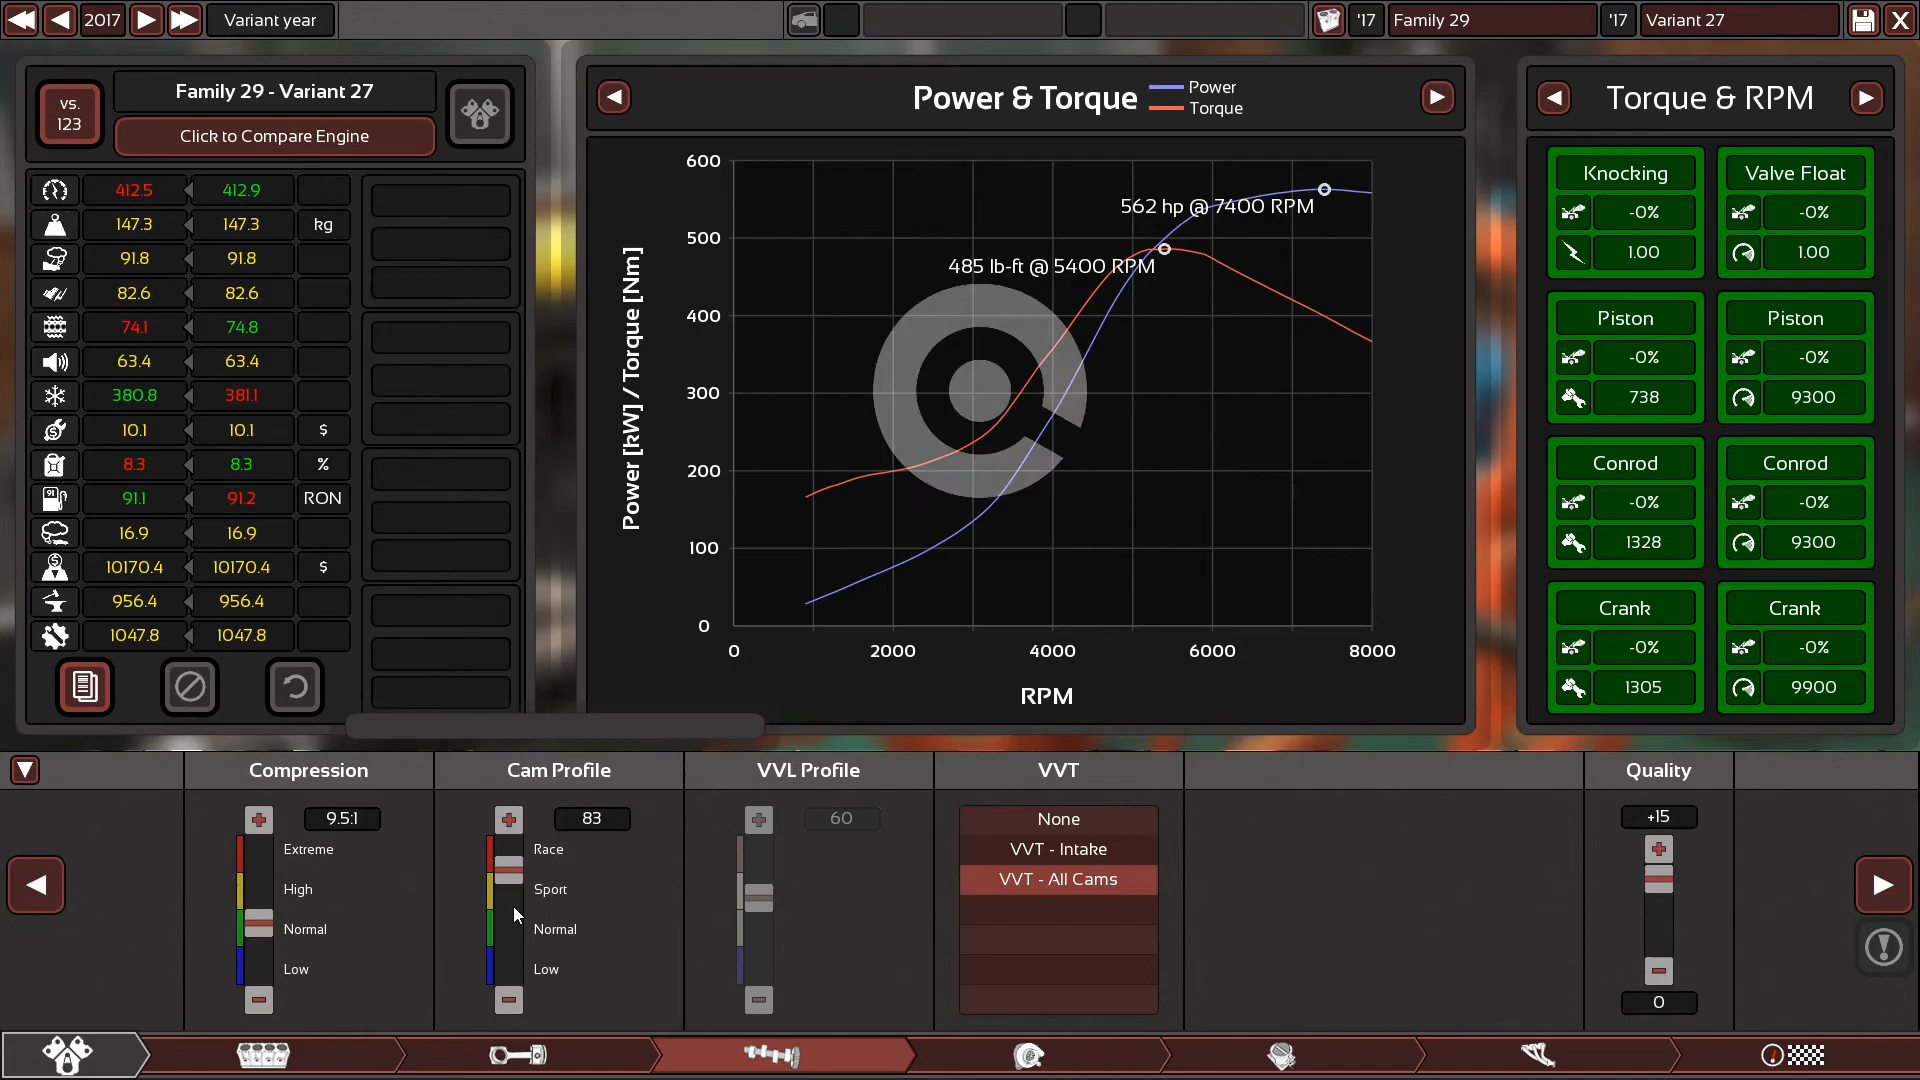 2017
Variant year
'17
Family 29
'17
Variant 27
X
vs.
123
Family 29 - Variant 27
Click to Compare Engine
412.5 412.9
147.3 147.3 kg
91.8 91.8
82.6 82.6
74.1 74.8
63.4 63.4
380.8 381.1
10.1 10.1 $
8.3 8.3 %
91.1 91.2 RON
16.9 16.9
10170.4 10170.4 $
956.4 956.4
1047.8 1047.8
Power & Torque
Power
Torque
Power [kW] / Torque [Nm]
600
500
400
300
200
100
0
562 hp @ 7400 RPM
485 lb-ft @ 5400 RPM
0 2000 4000 6000 8000
RPM
Torque & RPM
Knocking Valve Float
-0% -0%
1.00 1.00
Piston Piston
-0% -0%
738 9300
Conrod Conrod
-0% -0%
1328 9300
Crank Crank
-0% -0%
1305 9900
Compression
9.5:1
Extreme
High
Normal
Low
Cam Profile
83
Race
Sport
Normal
Low
VVL Profile
60
VVT
None
VVT - Intake
VVT - All Cams
Quality
+15
0